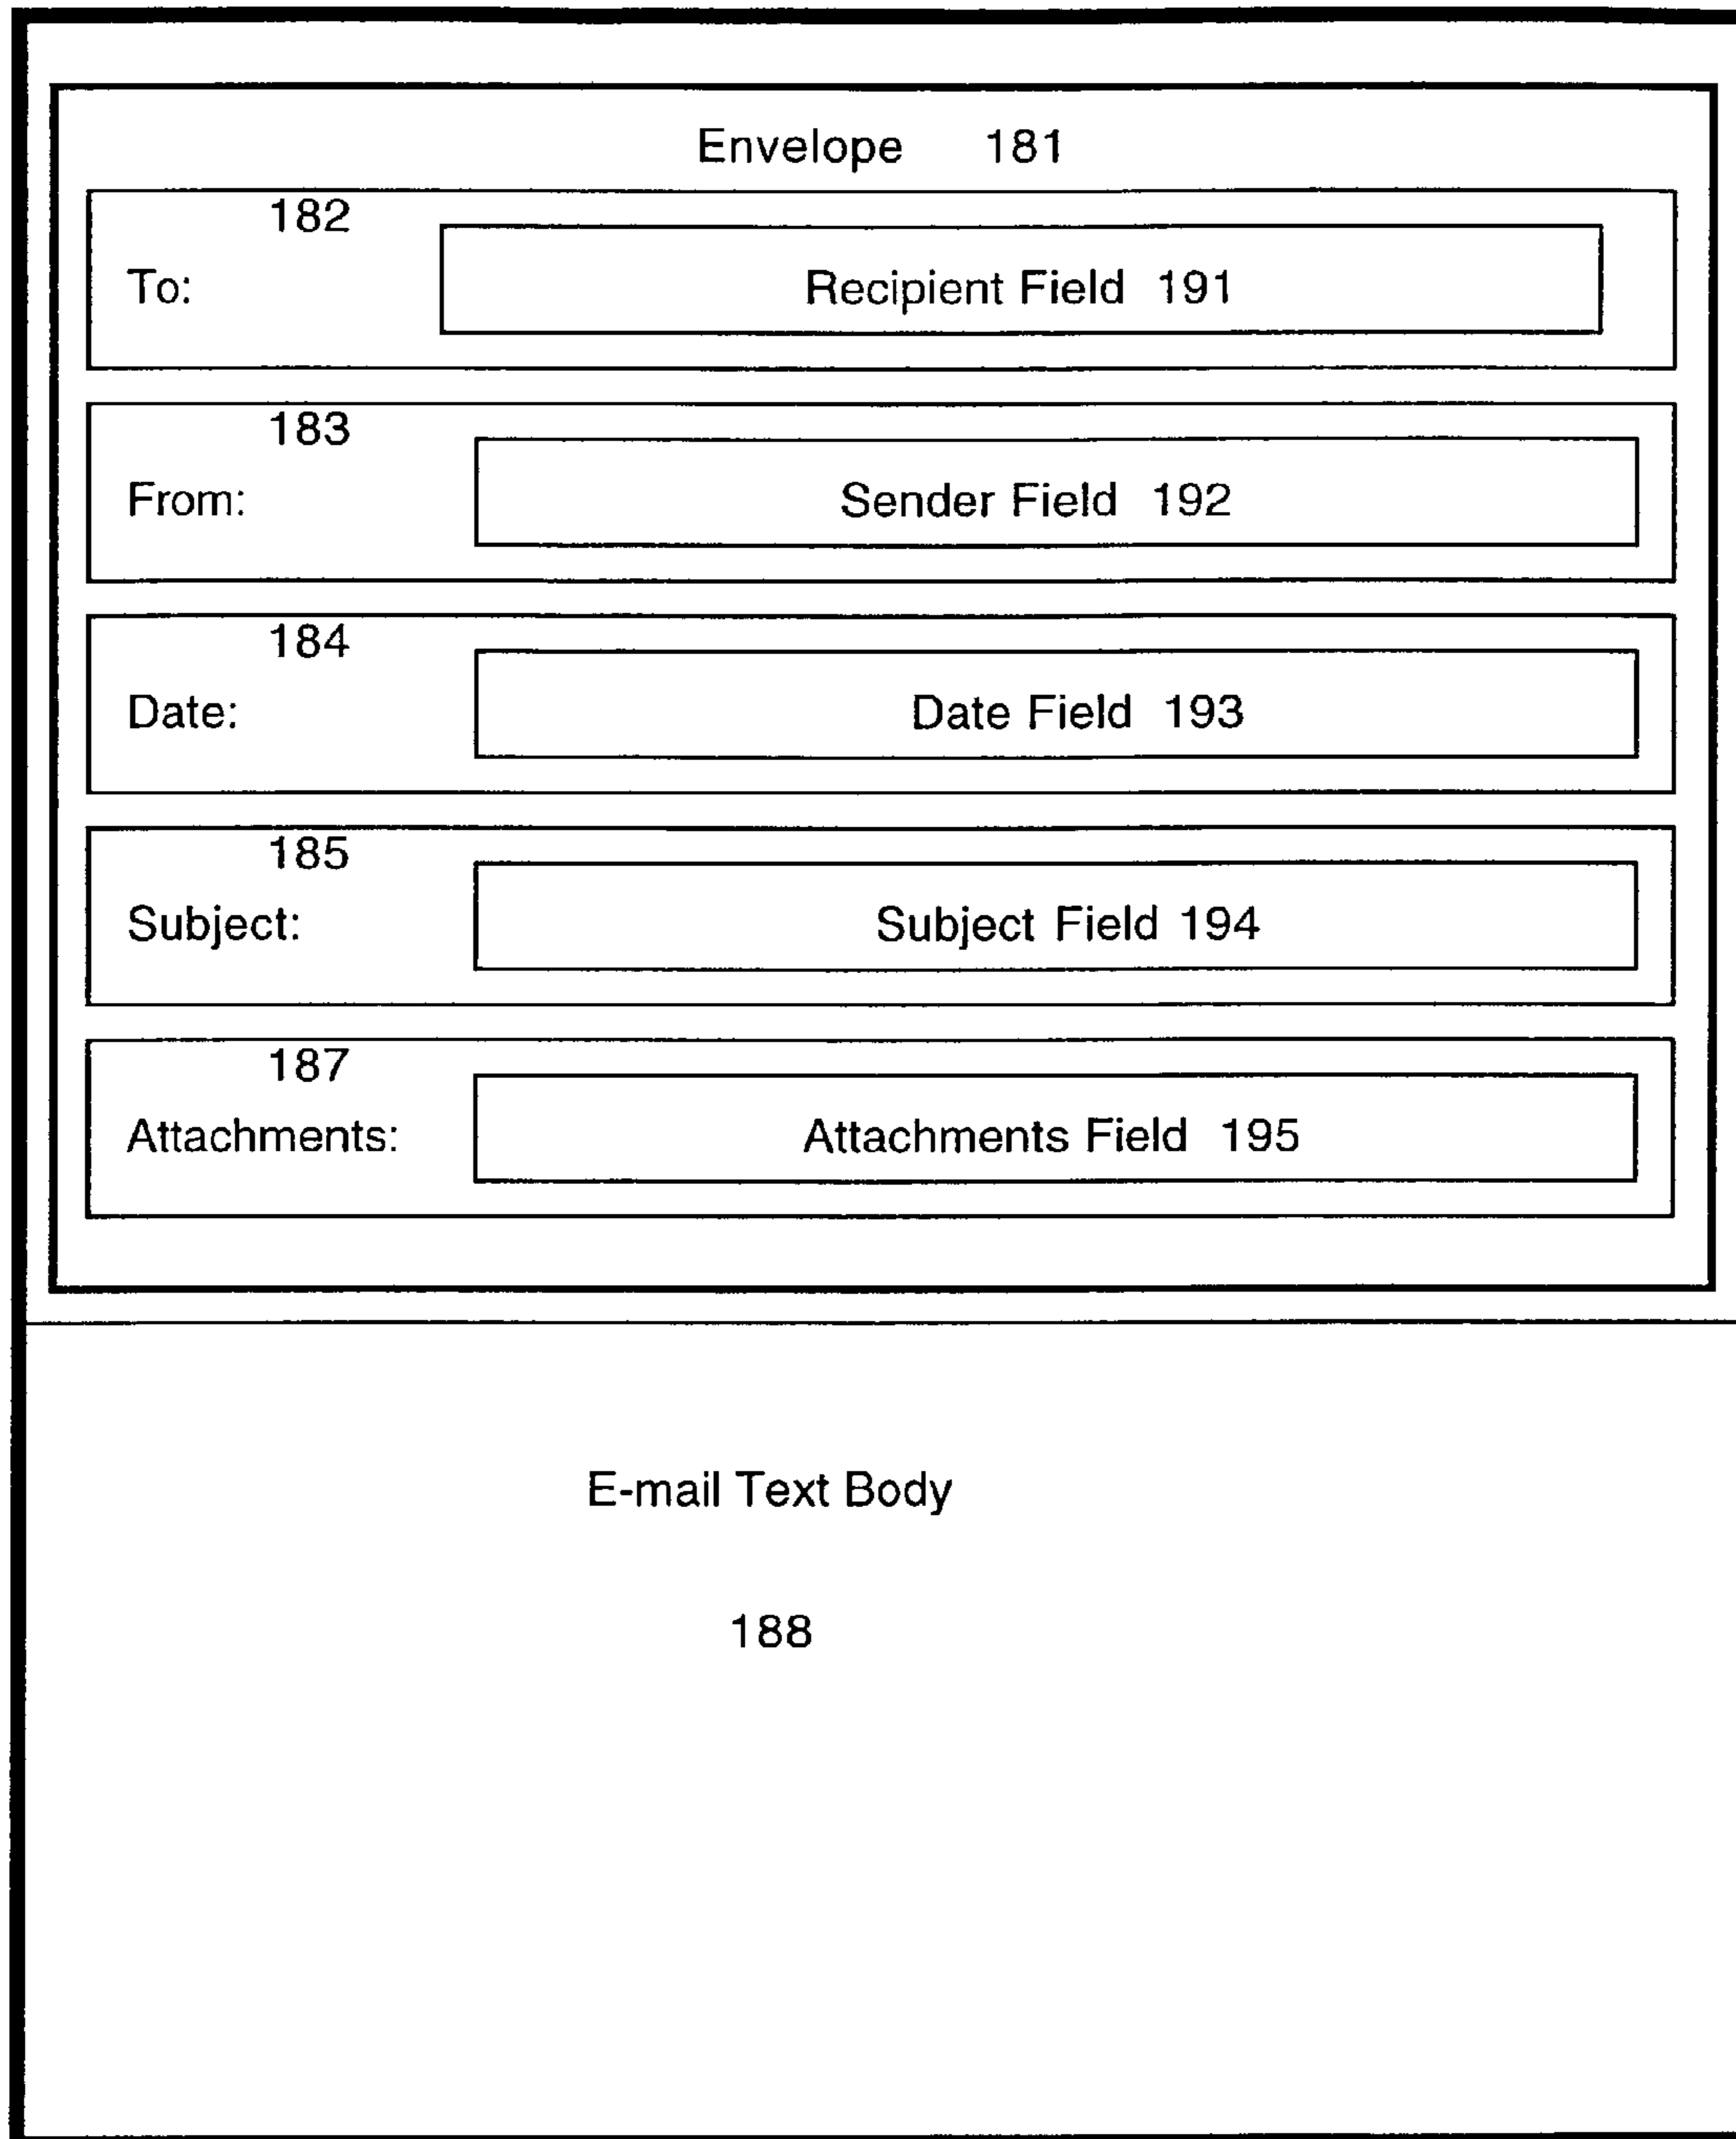 Envelope 181
182
To: Recipient Field 191
183
From: Sender Field 192
184
Date: Date Field 193
185
Subject: Subject Field 194
187
Attachments: Attachments Field 195
E-mail Text Body
188